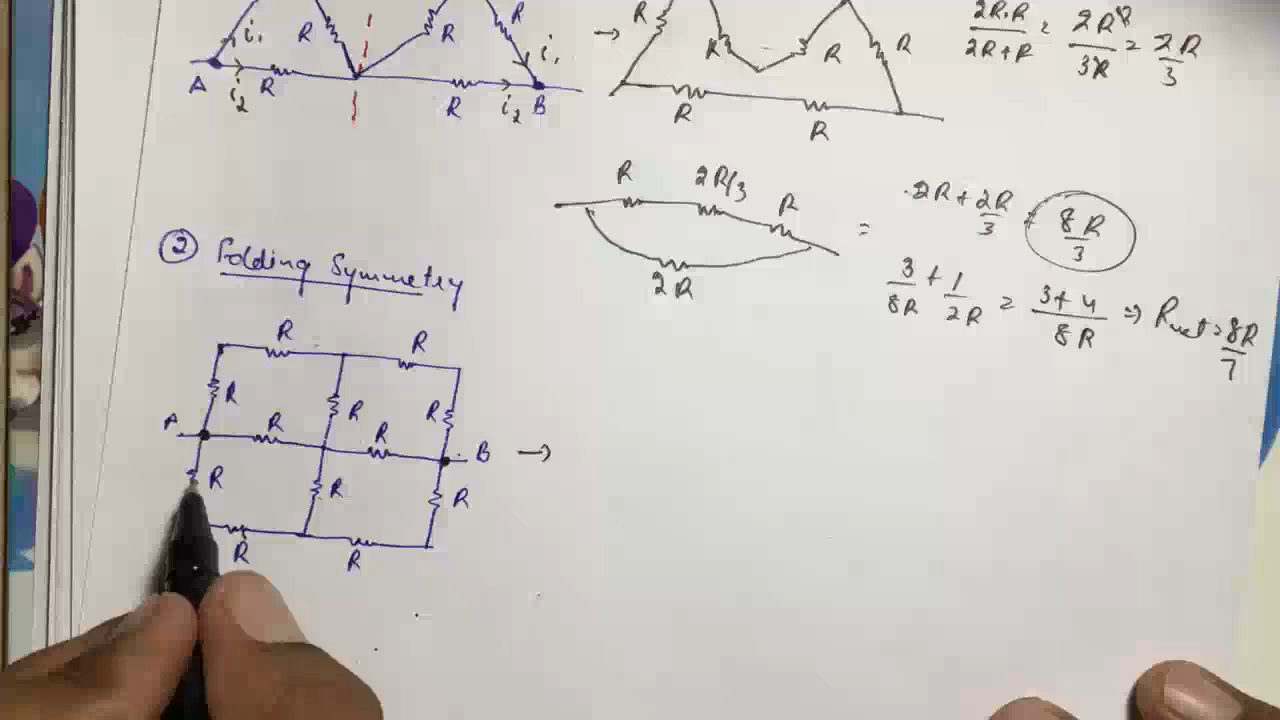 R R R i₁
i₁ R R
A i₂ R R i₂ B
→ R R R R
R R
2R.R/2R+R = 2R²/3R = 2R/3
R 2R/3 R
2R
= 2R + 2R/3 = 8R/3
3/8R + 1/2R = 3+4/8R ⇒ Rnet = 8R/7
② Folding Symmetry
R R
R R R
A R R B →
R R R
R R